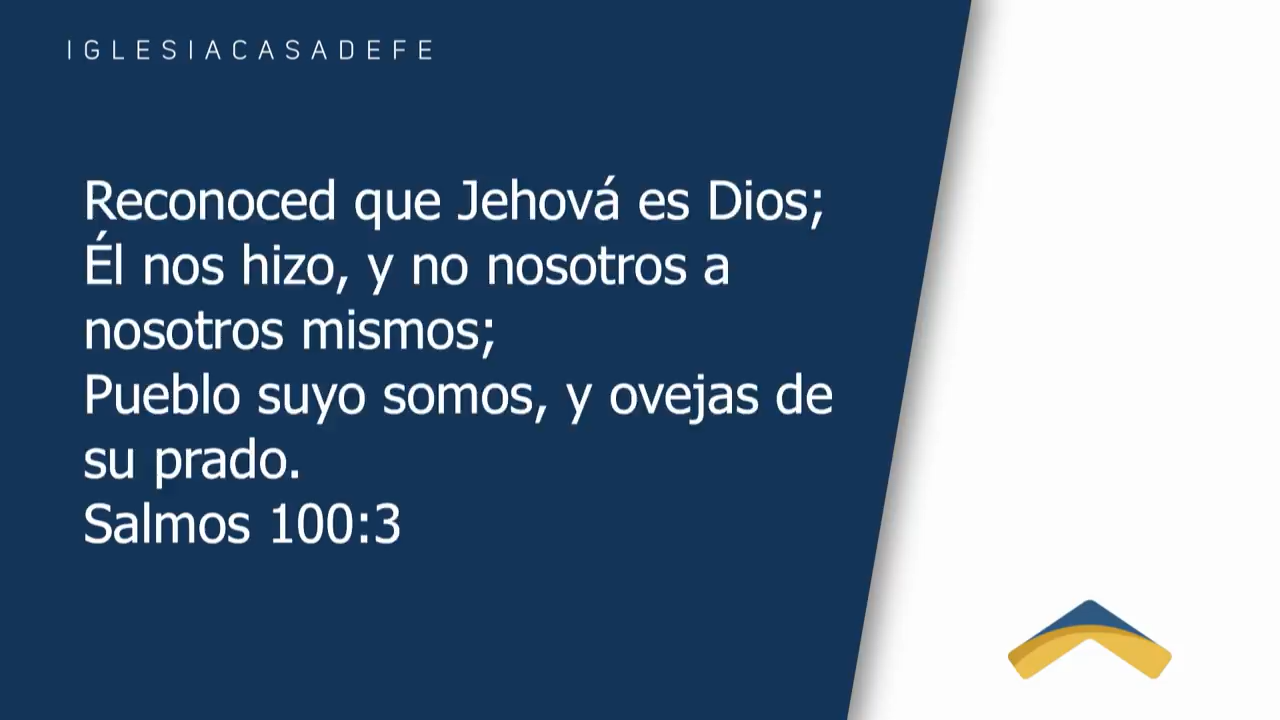 IGLESIACASADEFE
Reconoced que Jehová es Dios;
Él nos hizo, y no nosotros a
nosotros mismos;
Pueblo suyo somos, y ovejas de
su prado.
Salmos 100:3